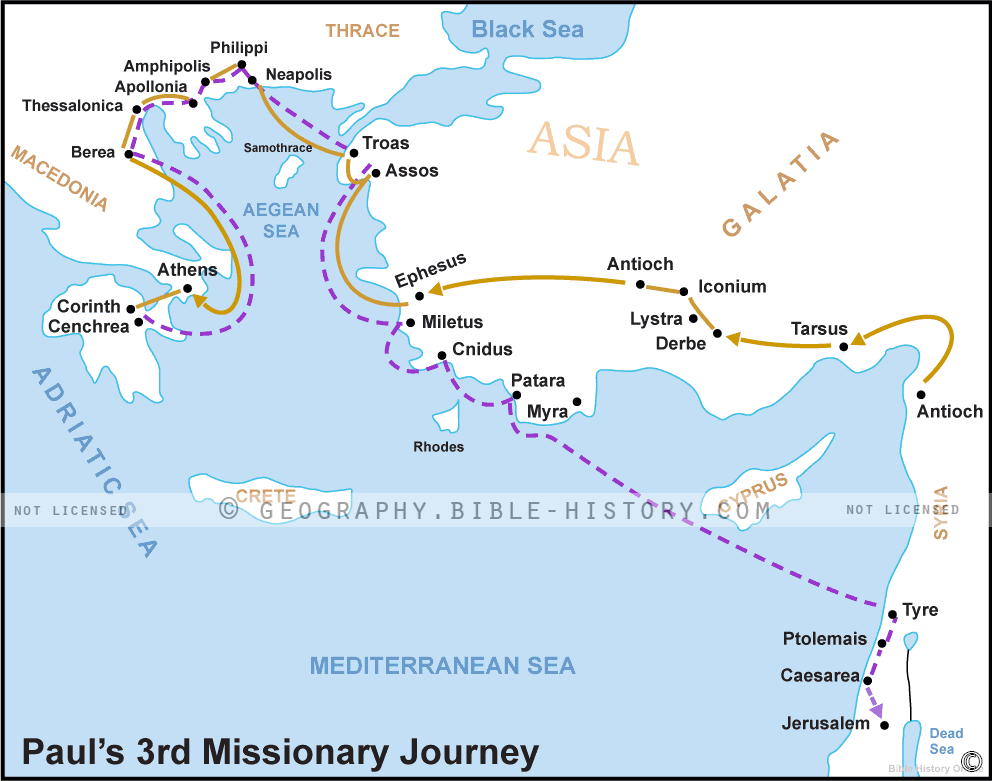 THRACE
Black Sea
Philippi
Amphipolis
Neapolis
Apollonia
Thessalonica
Troas
Samothrace
Berea
Assos
ASIA
MACEDONIA
GALATIA
AEGEAN
SEA
Athens
Ephesus
Antioch
Iconium
Corinth
Cenchrea
Miletus
Lystra
Derbe
Tarsus
Cnidus
Patara
Myra
Antioch
Rhodes
ADRIATIC SEA
CRETE
CYPRUS
SYRIA
NOT LICENSED
© GEOGRAPHY.BIBLE-HISTORY.COM
NOT LICENSED
Tyre
Ptolemais
MEDITERRANEAN SEA
Caesarea
Jerusalem
Paul's 3rd Missionary Journey
Dead
Sea
©